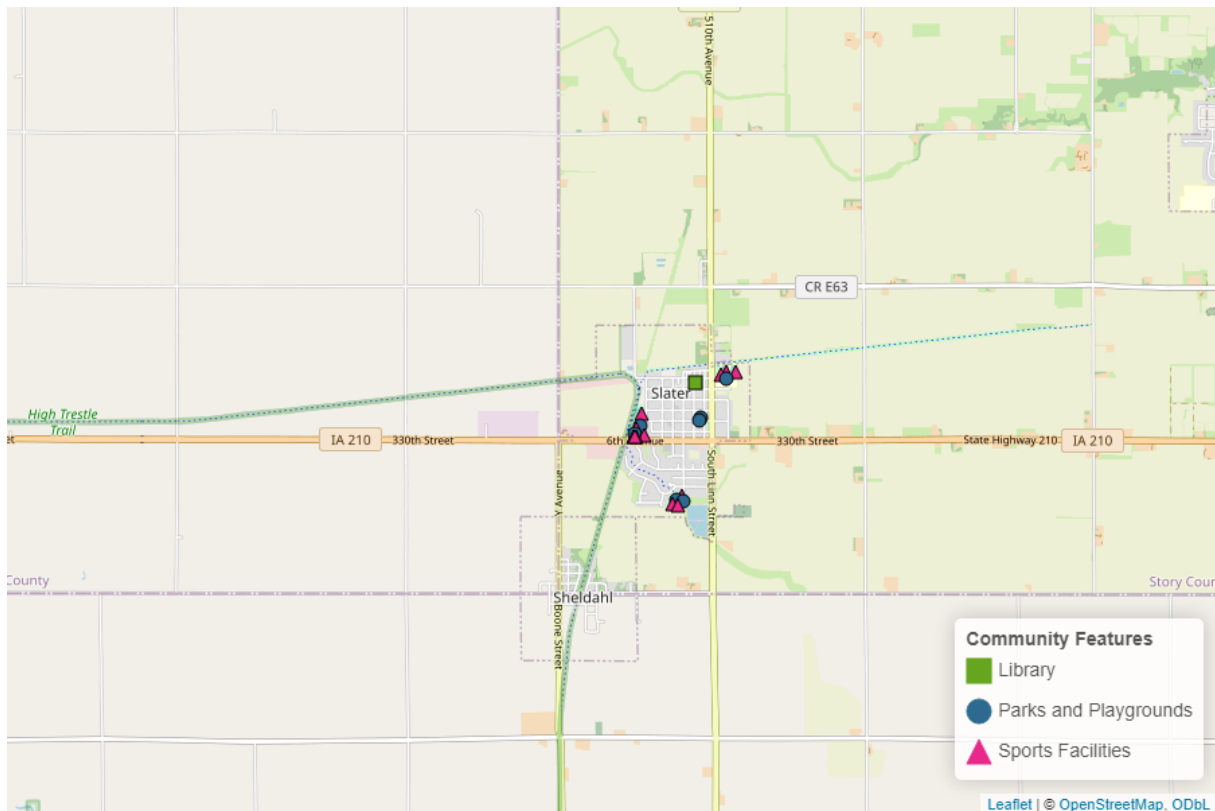 510th Avenue
CR E63
High Trestle
Trail
Slater
IA 210
330th Street
6th Avenue
330th Street
State Highway 210
IA 210
Y Avenue
South Linn Street
County
Story Coun
Sheldahl
Boone Street
Community Features
Library
Parks and Playgrounds
Sports Facilities
Leaflet | © OpenStreetMap, ODbL